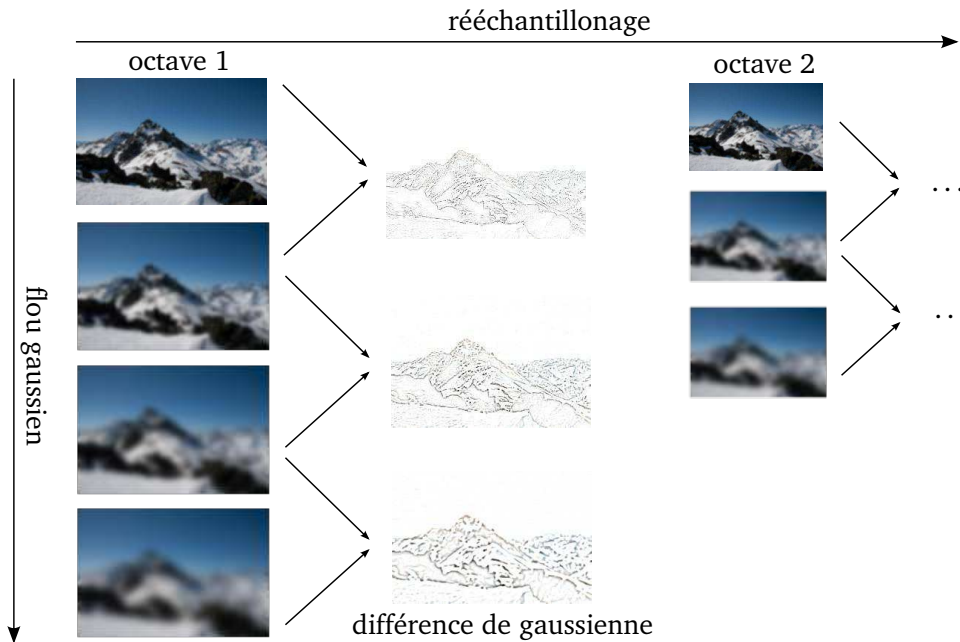 rééchantillonage
octave 1
octave 2
...
flou gaussien
..
différence de gaussienne